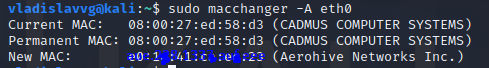 vladislavvg@kali:~$ sudo macchanger -A eth0
Current MAC:   08:00:27:ed:58:d3 (CADMUS COMPUTER SYSTEMS)
Permanent MAC: 08:00:27:ed:58:d3 (CADMUS COMPUTER SYSTEMS)
New MAC:       (Aerohive Networks Inc.)